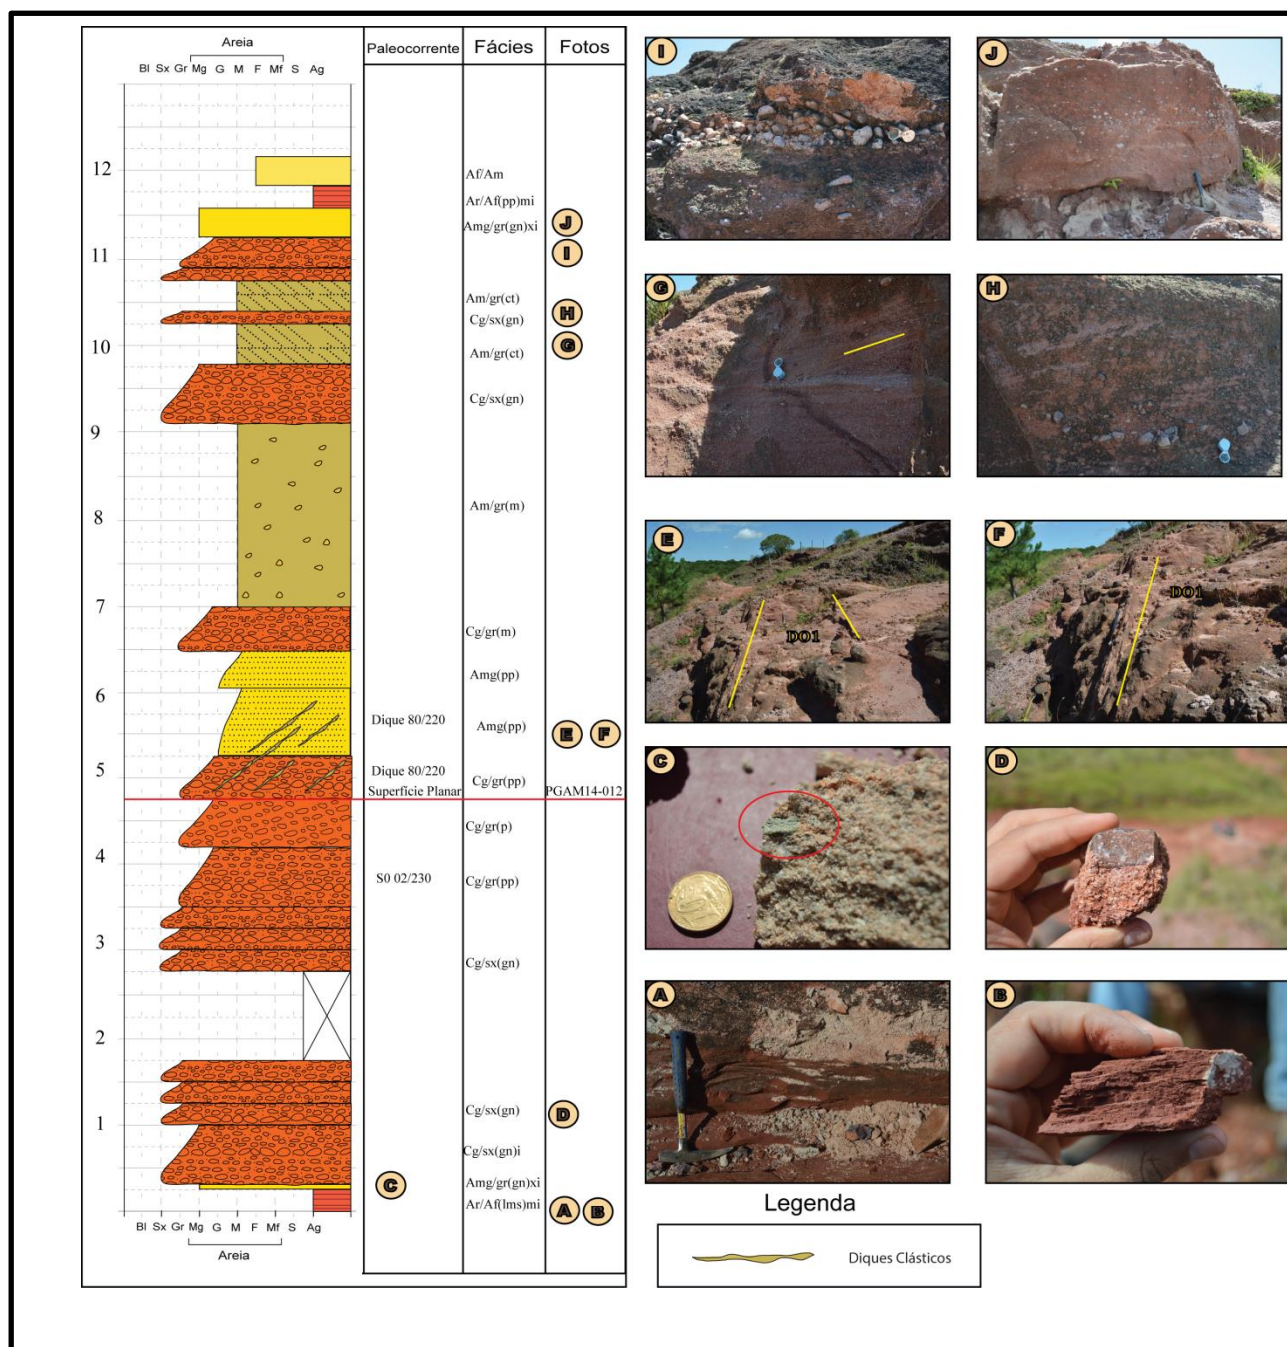 Areia
Bl Sx Gr Mg G M F Mf S Ag
Paleocorrente
Fácies
Fotos
12
Af/Am
Ar/Af(pp)mi
Amg/gr(gn)xi
J
11
I
Am/gr(ct)
Cg/sx(gn)
H
10
Am/gr(ct)
G
Cg/sx(gn)
9
Am/gr(m)
8
7
Cg/gr(m)
Amg(pp)
6
Dique 80/220
Amg(pp)
E F
5
Dique 80/220
Cg/gr(pp)
Superfície Planar
PGAM14-012
Cg/gr(p)
4
S0 02/230
Cg/gr(pp)
3
Cg/sx(gn)
2
Cg/sx(gn)
D
1
Cg/sx(gn)i
C
Amg/gr(gn)xi
Ar/Af(lms)mi
A B
Bl Sx Gr Mg G M F Mf S Ag
Areia
I
J
G
H
E
DO1
F
DO1
C
D
A
B
Legenda
Diques Clásticos